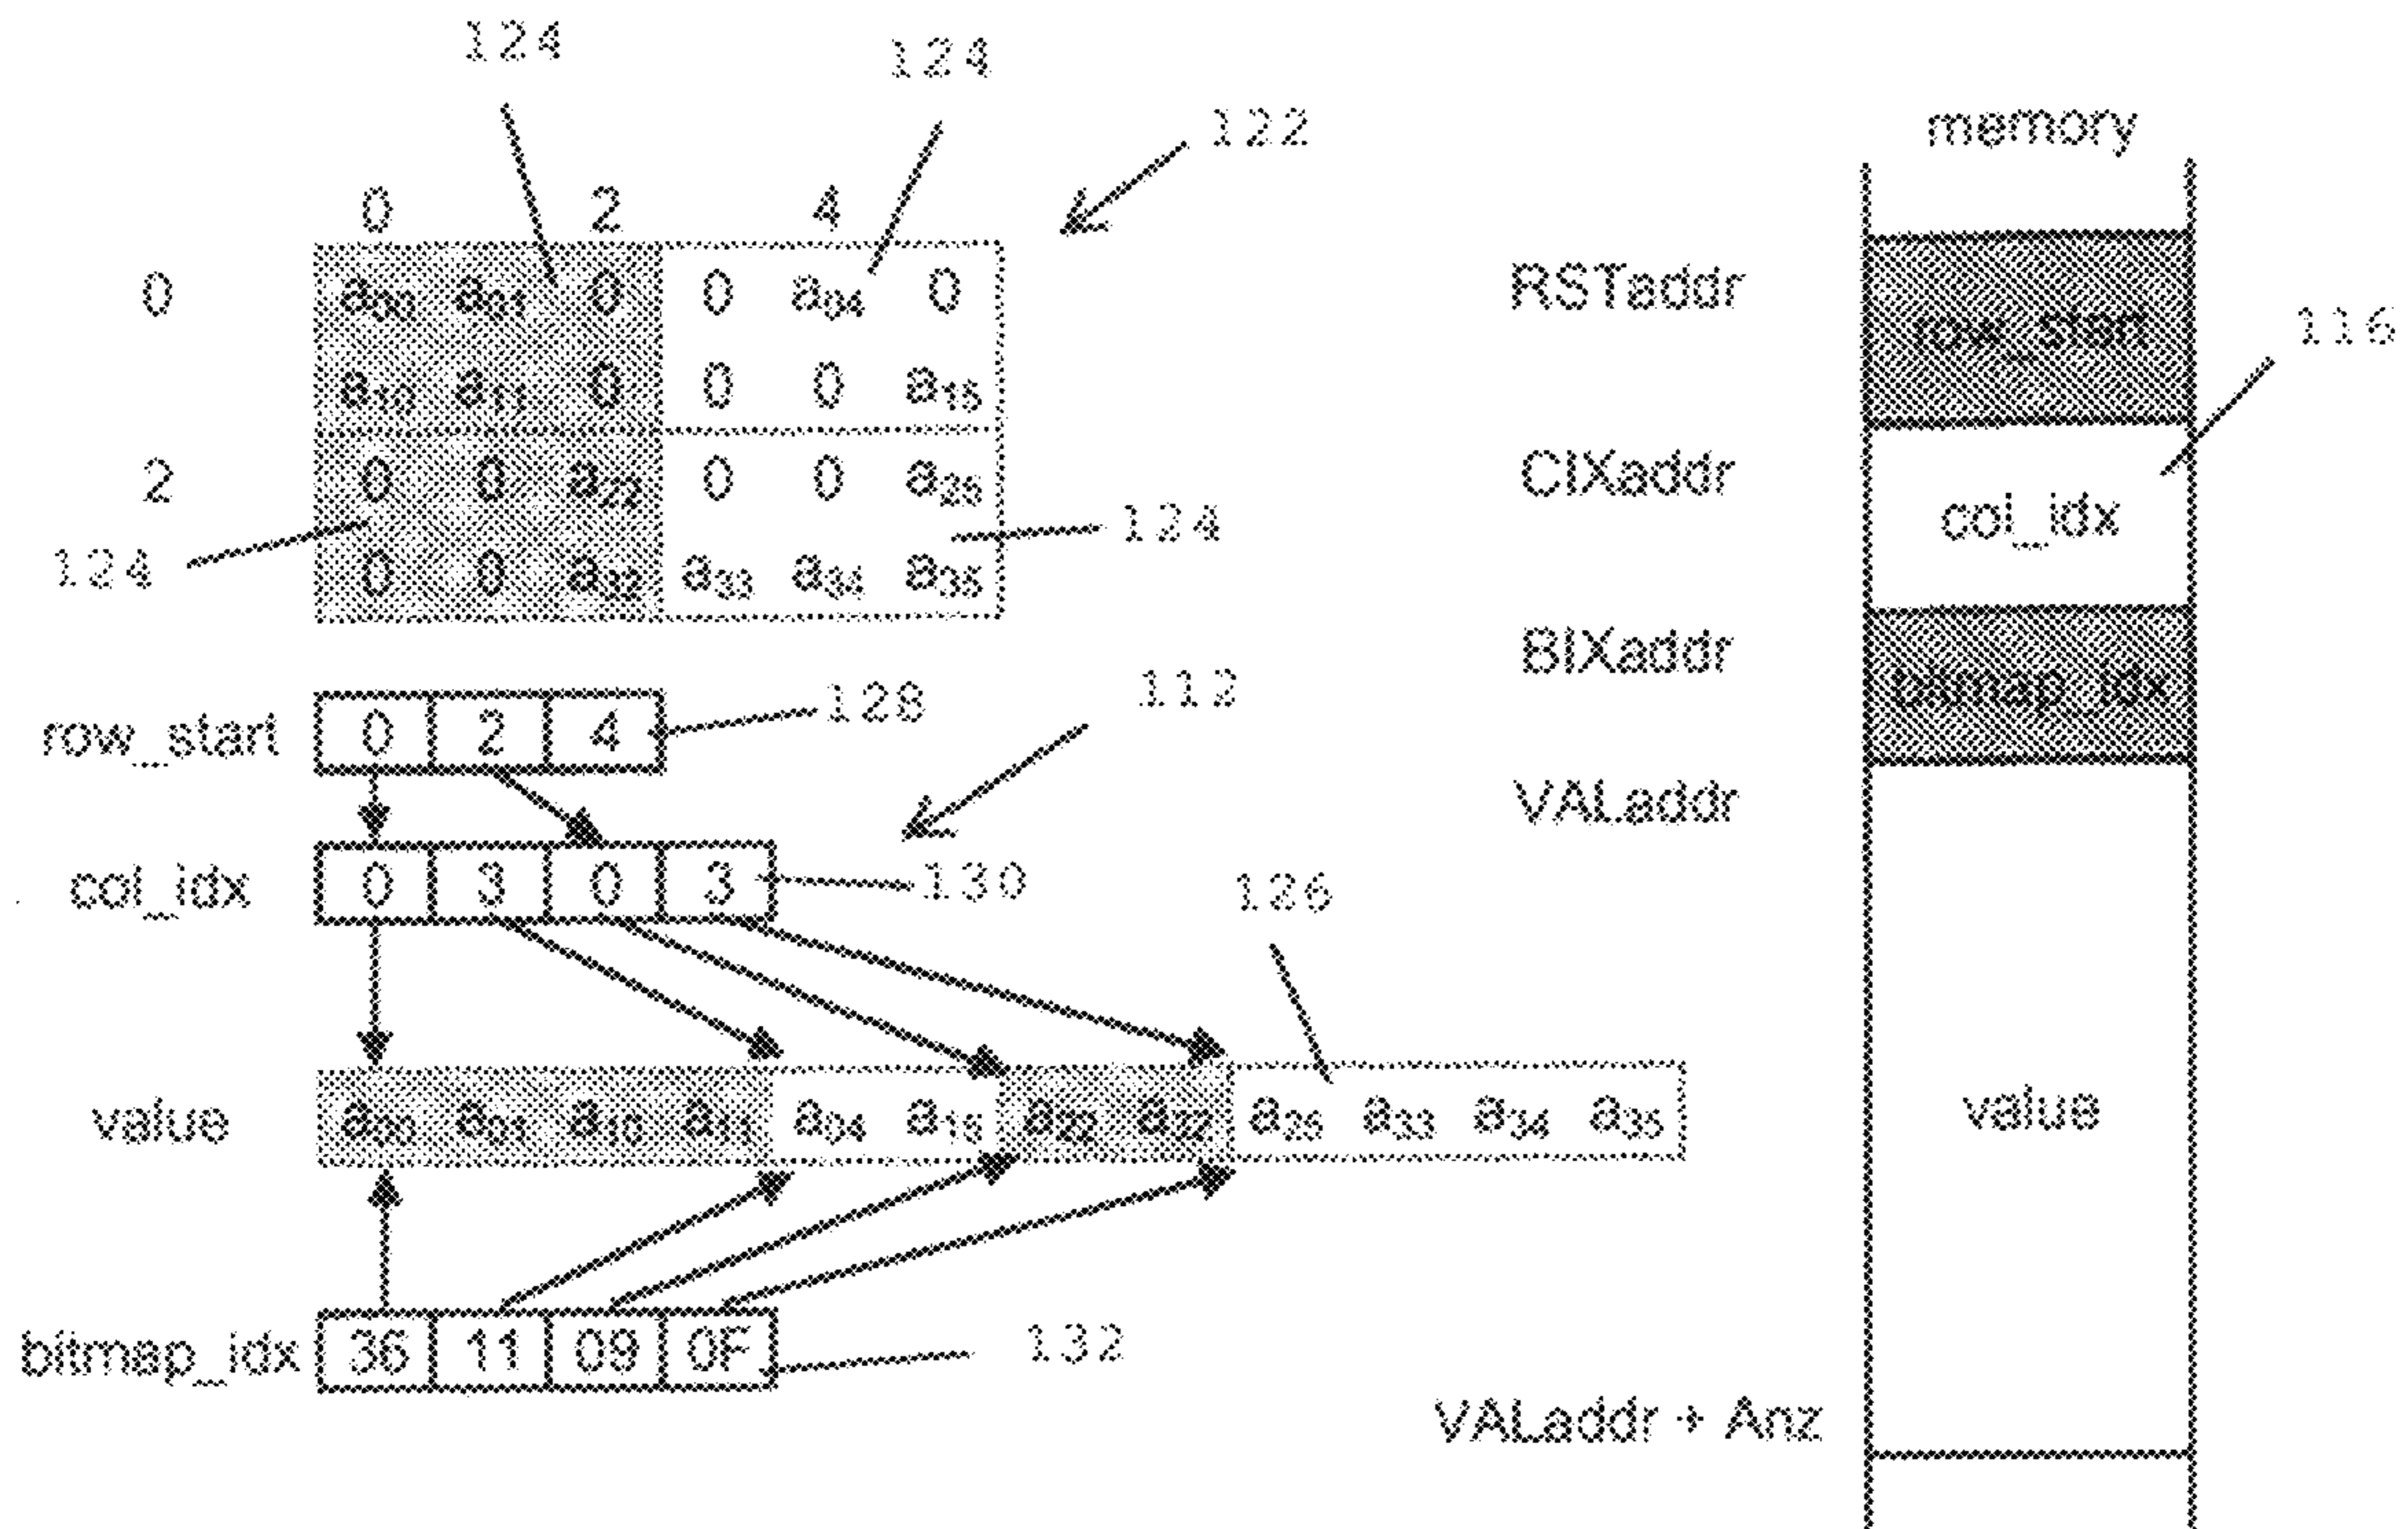 124
124
122
memory
0 2 4
0 a00 a01 0 0 a04 0
RSTaddr
row_start
116
a10 a11 0 0 0 a15
2 0 0 a22 0 0 a25
CIXaddr
col_idx
124
124
0 0 a32 a33 a34 a35
BIXaddr
bitmap_idx
row_start 0 2 4
128
112
VALaddr
col_idx 0 3 0 3
130
126
value a00 a01 a10 a11 a04 a15 a22 a32 a25 a33 a34 a35
value
bitmap_idx 36 11 09 0F
132
VALaddr + Anz